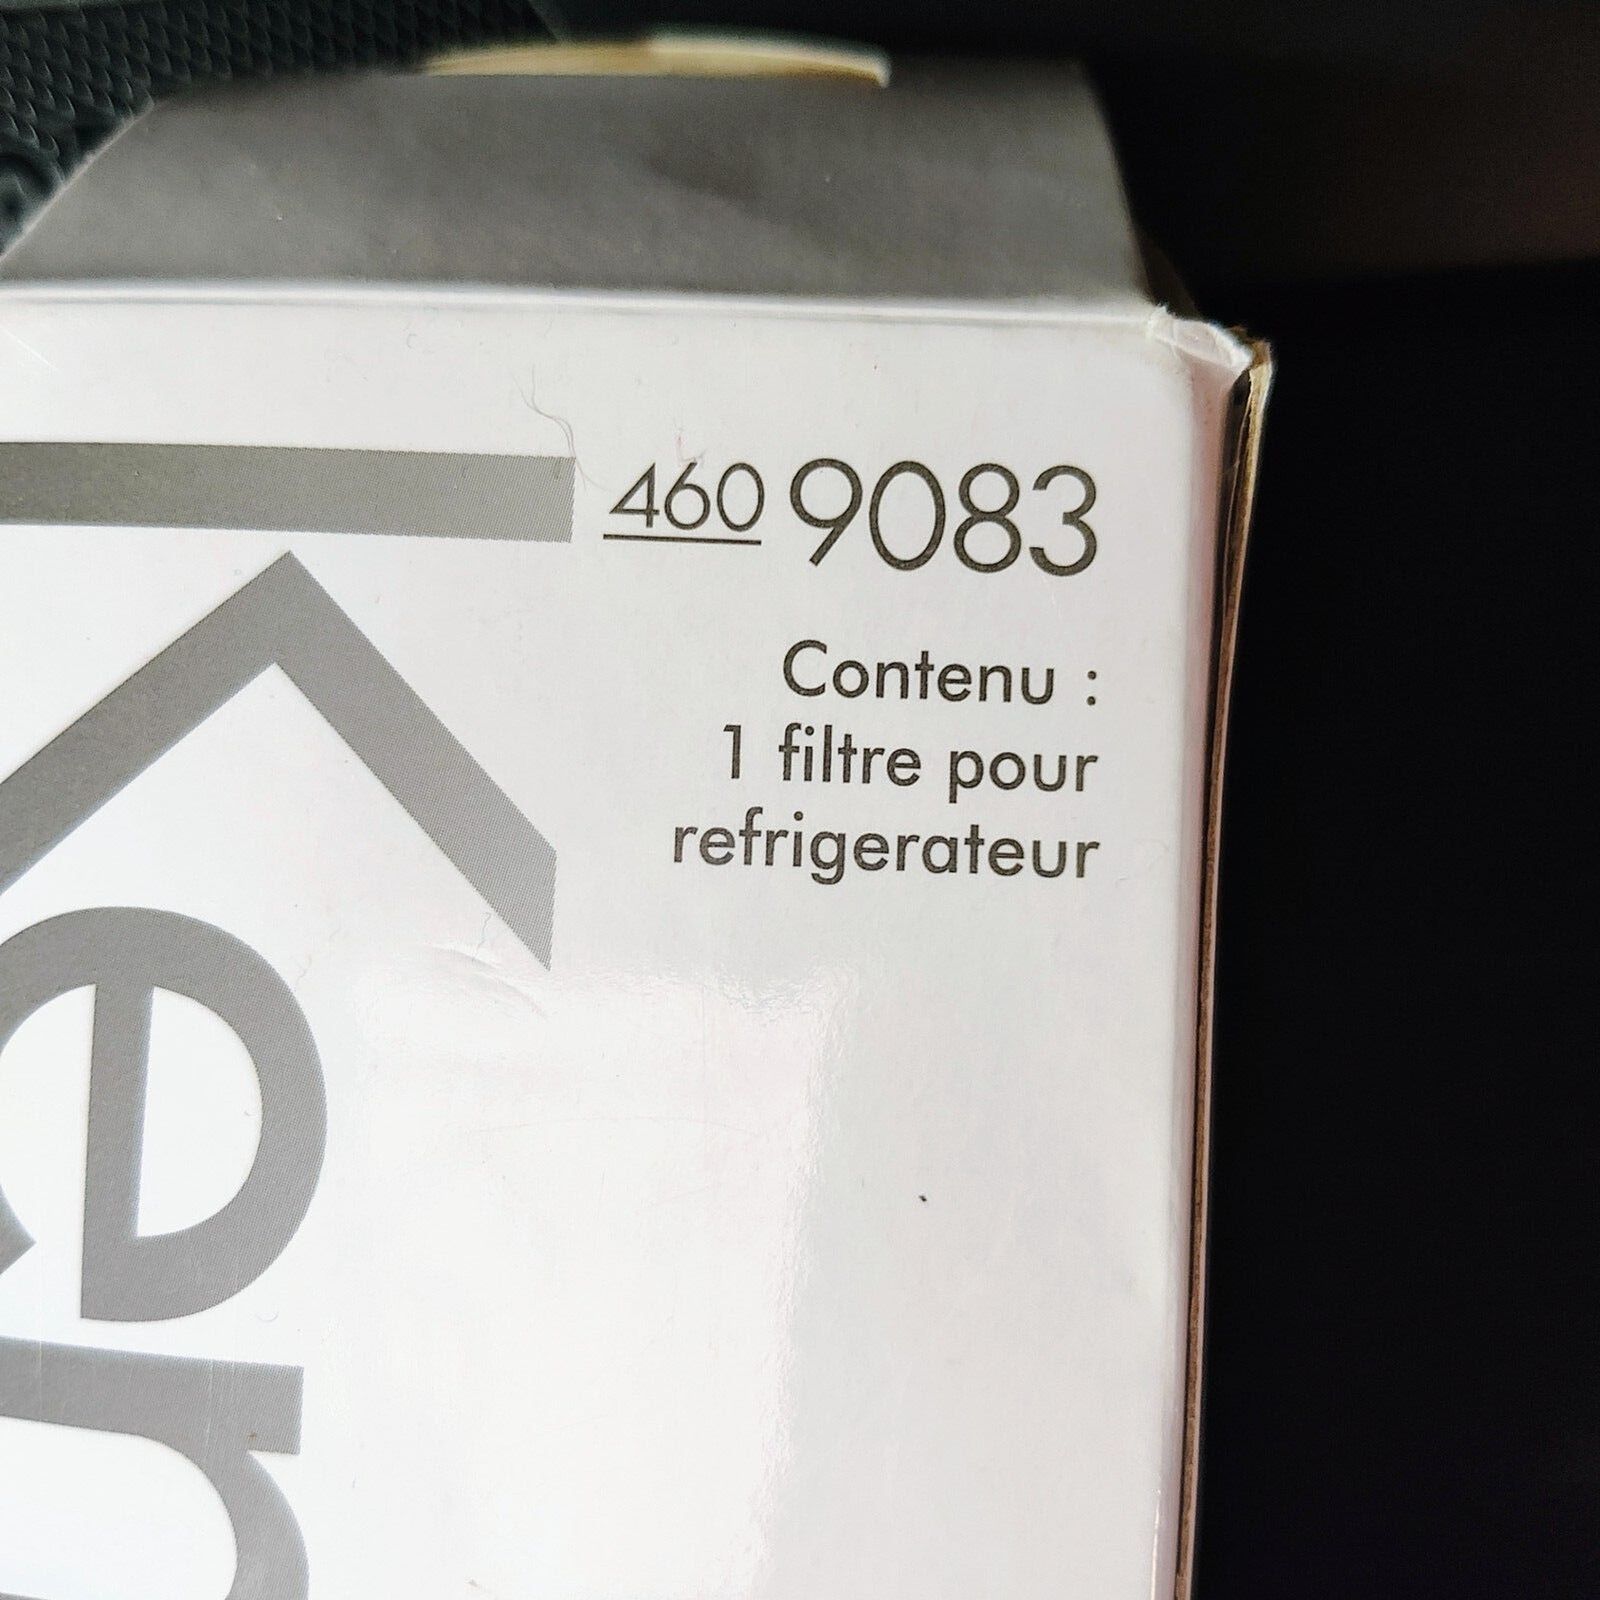 460 9083
Contenu :
1 filtre pour
refrigerateur